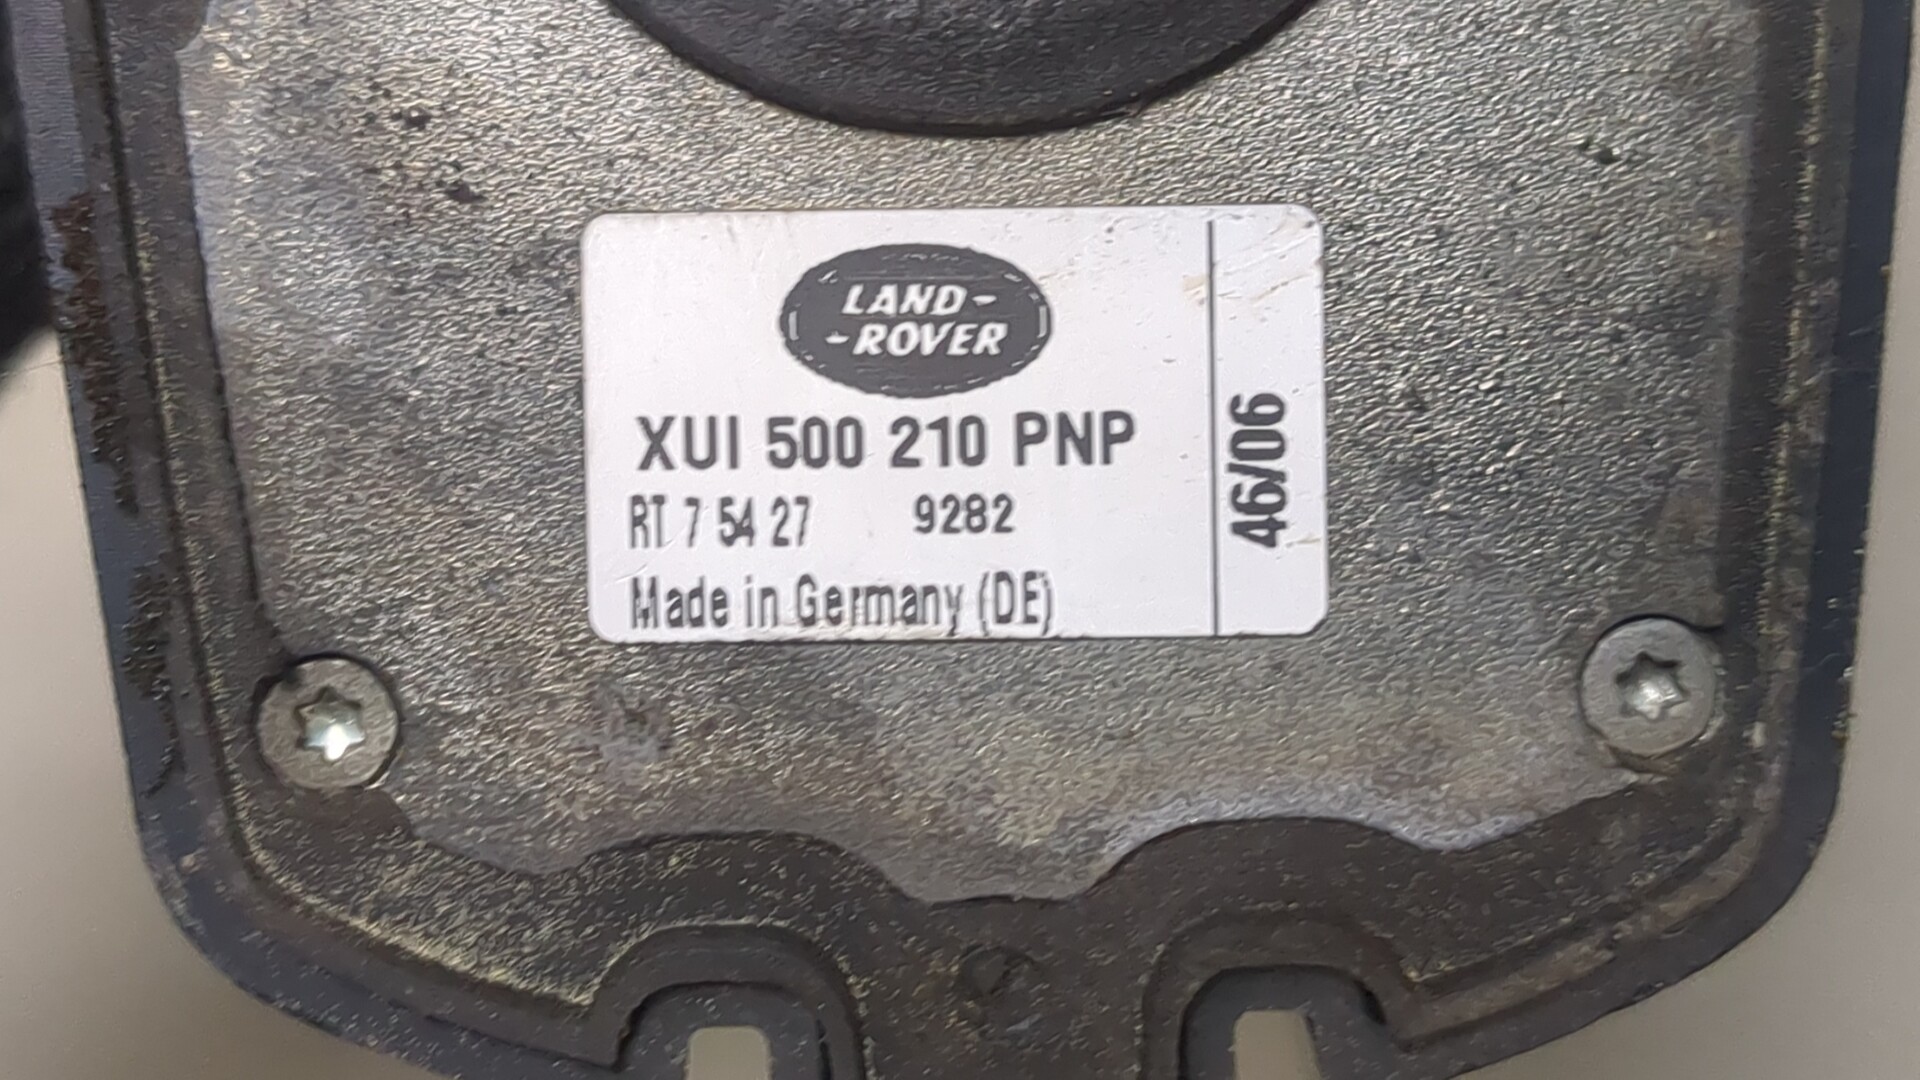 LAND-
-ROVER
XUI 500 210 PNP
RT 7 54 27 9282
Made in Germany (DE)
46/06